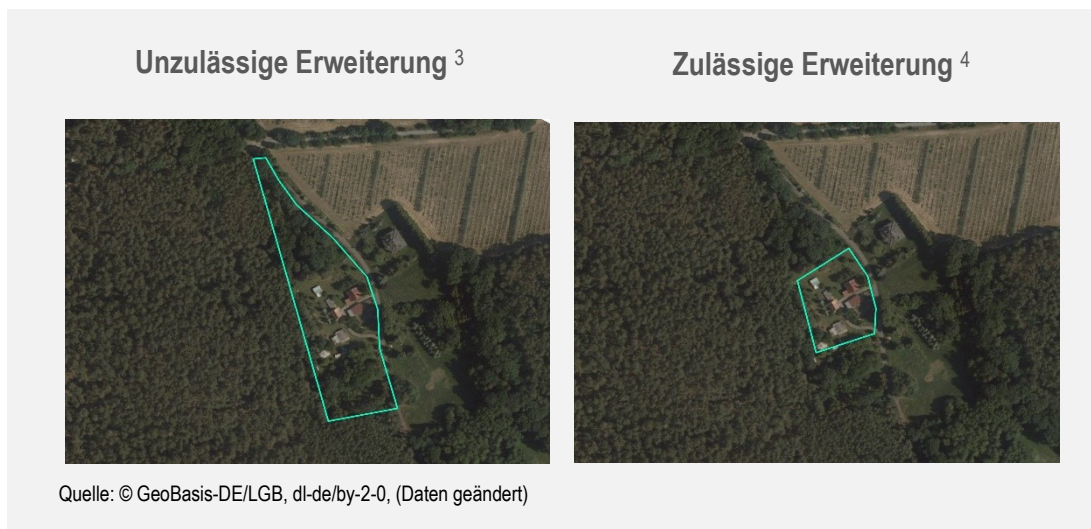 Unzulässige Erweiterung ³
Zulässige Erweiterung ⁴
Quelle: © GeoBasis-DE/LGB, dl-de/by-2-0, (Daten geändert)